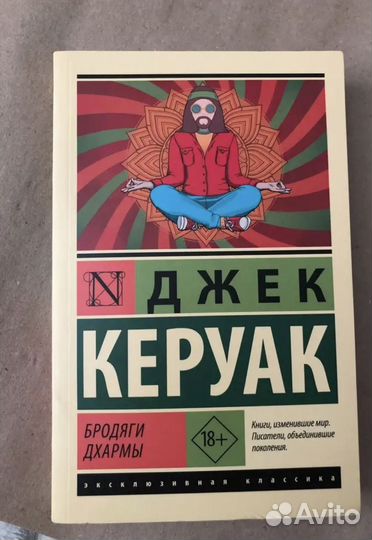 N ДЖЕК
КЕРУАК
БРОДЯГИ
ДХАРМЫ
18+
Книги, изменившие мир.
Писатели, объединившие
поколения.
эксклюзивная классика
Avito